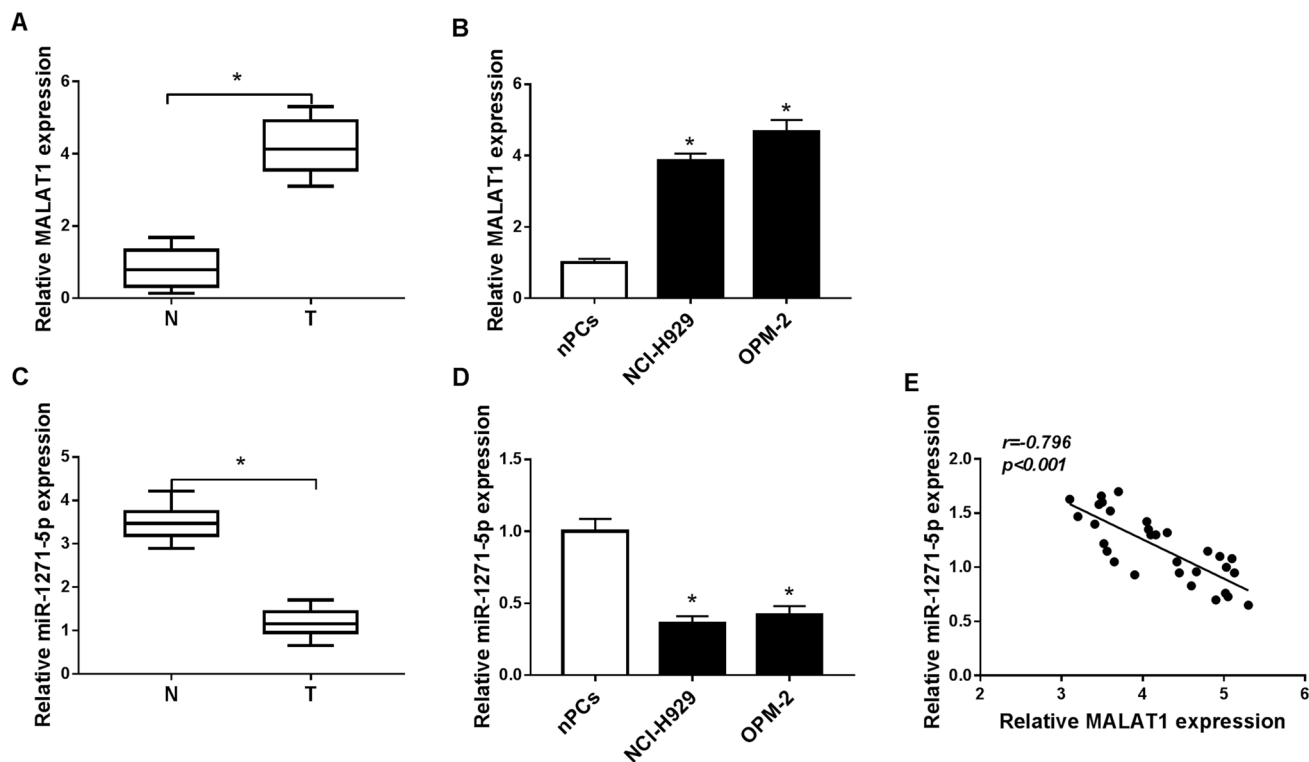 A
Relative MALAT1 expression
6
4
2
0
*
N
T
B
Relative MALAT1 expression
6
4
2
0
*
*
nPCs
NCI-H929
OPM-2
C
Relative miR-1271-5p expression
5
4
3
2
1
0
*
N
T
D
Relative miR-1271-5p expression
1.5
1.0
0.5
0.0
*
*
nPCs
NCI-H929
OPM-2
E
Relative miR-1271-5p expression
r=-0.796
p<0.001
2.0
1.5
1.0
0.5
0.0
2
3
4
5
6
Relative MALAT1 expression